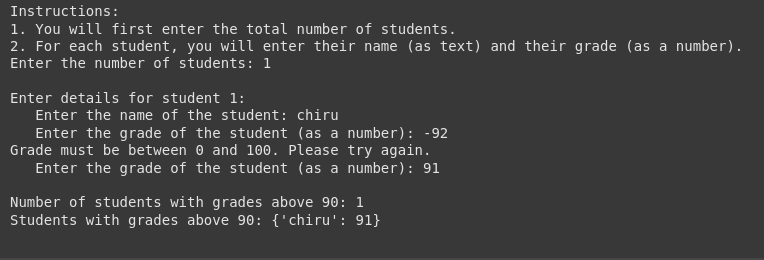 Instructions:
1. You will first enter the total number of students.
2. For each student, you will enter their name (as text) and their grade (as a number).
Enter the number of students: 1
Enter details for student 1:
Enter the name of the student: chiru
Enter the grade of the student (as a number): -92
Grade must be between 0 and 100. Please try again.
Enter the grade of the student (as a number): 91
Number of students with grades above 90: 1
Students with grades above 90: {'chiru': 91}